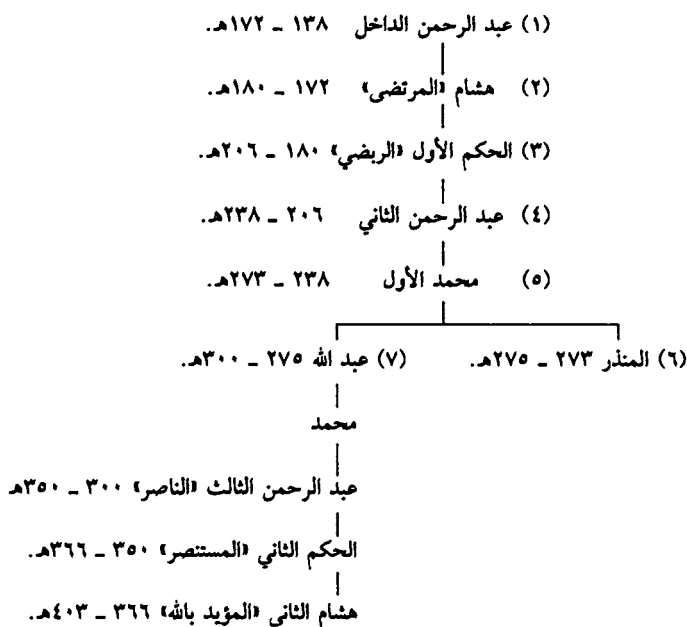 (١) عبد الرحمن الداخل ١٣٨ ـ ١٧٢هـ.
(٢) هشام «المرتضى» ١٧٢ ـ ١٨٠هـ.
(٣) الحكم الأول «الربضي» ١٨٠ ـ ٢٠٦هـ.
(٤) عبد الرحمن الثاني ٢٠٦ ـ ٢٣٨هـ.
(٥) محمد الأول ٢٣٨ ـ ٢٧٣هـ.
(٦) المنذر ٢٧٣ ـ ٢٧٥هـ. (٧) عبد الله ٢٧٥ ـ ٣٠٠هـ.
محمد
عبد الرحمن الثالث «الناصر» ٣٠٠ ـ ٣٥٠هـ
الحكم الثاني «المستنصر» ٣٥٠ ـ ٣٦٦هـ.
هشام الثاني «المؤيد بالله» ٣٦٦ ـ ٤٠٣هـ.